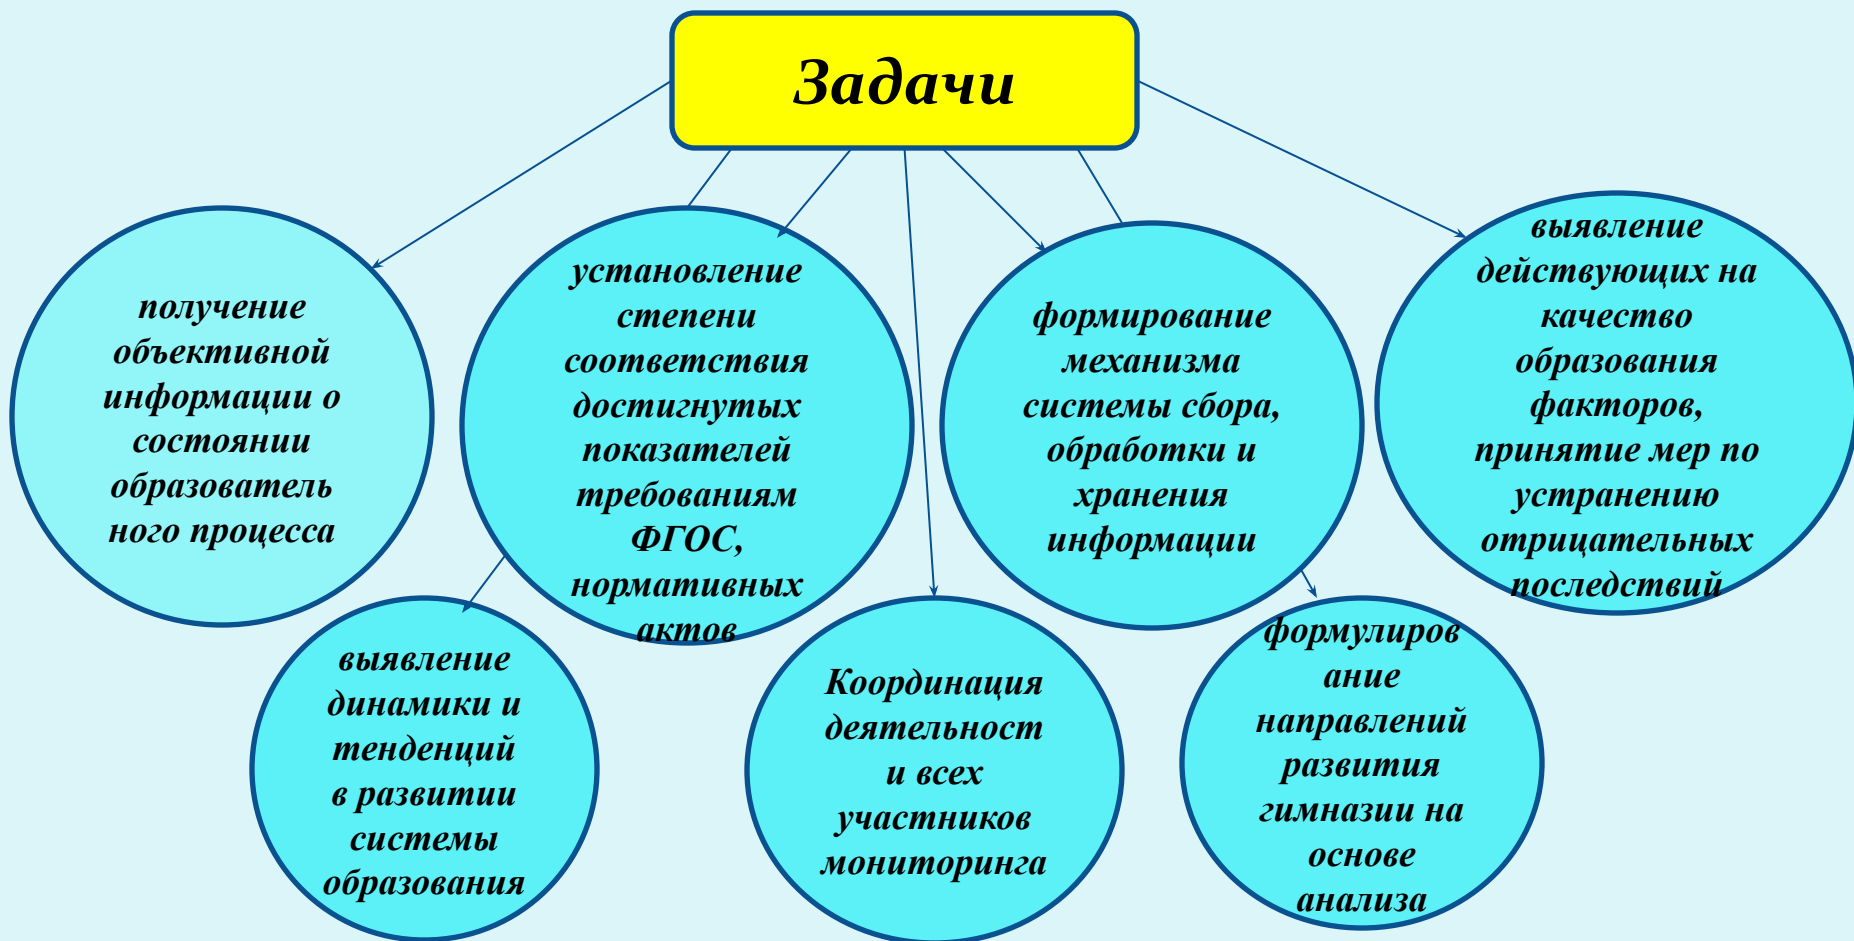 Задачи
получение
объективной
информации о
состоянии
образователь
ного процесса
установление
степени
соответствия
достигнутых
показателей
требованиям
ФГОС,
нормативных
актов
формирование
механизма
системы сбора,
обработки и
хранения
информации
выявление
действующих на
качество
образования
факторов,
принятие мер по
устранению
отрицательных
последствий
выявление
динамики и
тенденций
в развитии
системы
образования
Координация
деятельност
и всех
участников
мониторинга
формулиров
ание
направлений
развития
гимназии на
основе
анализа